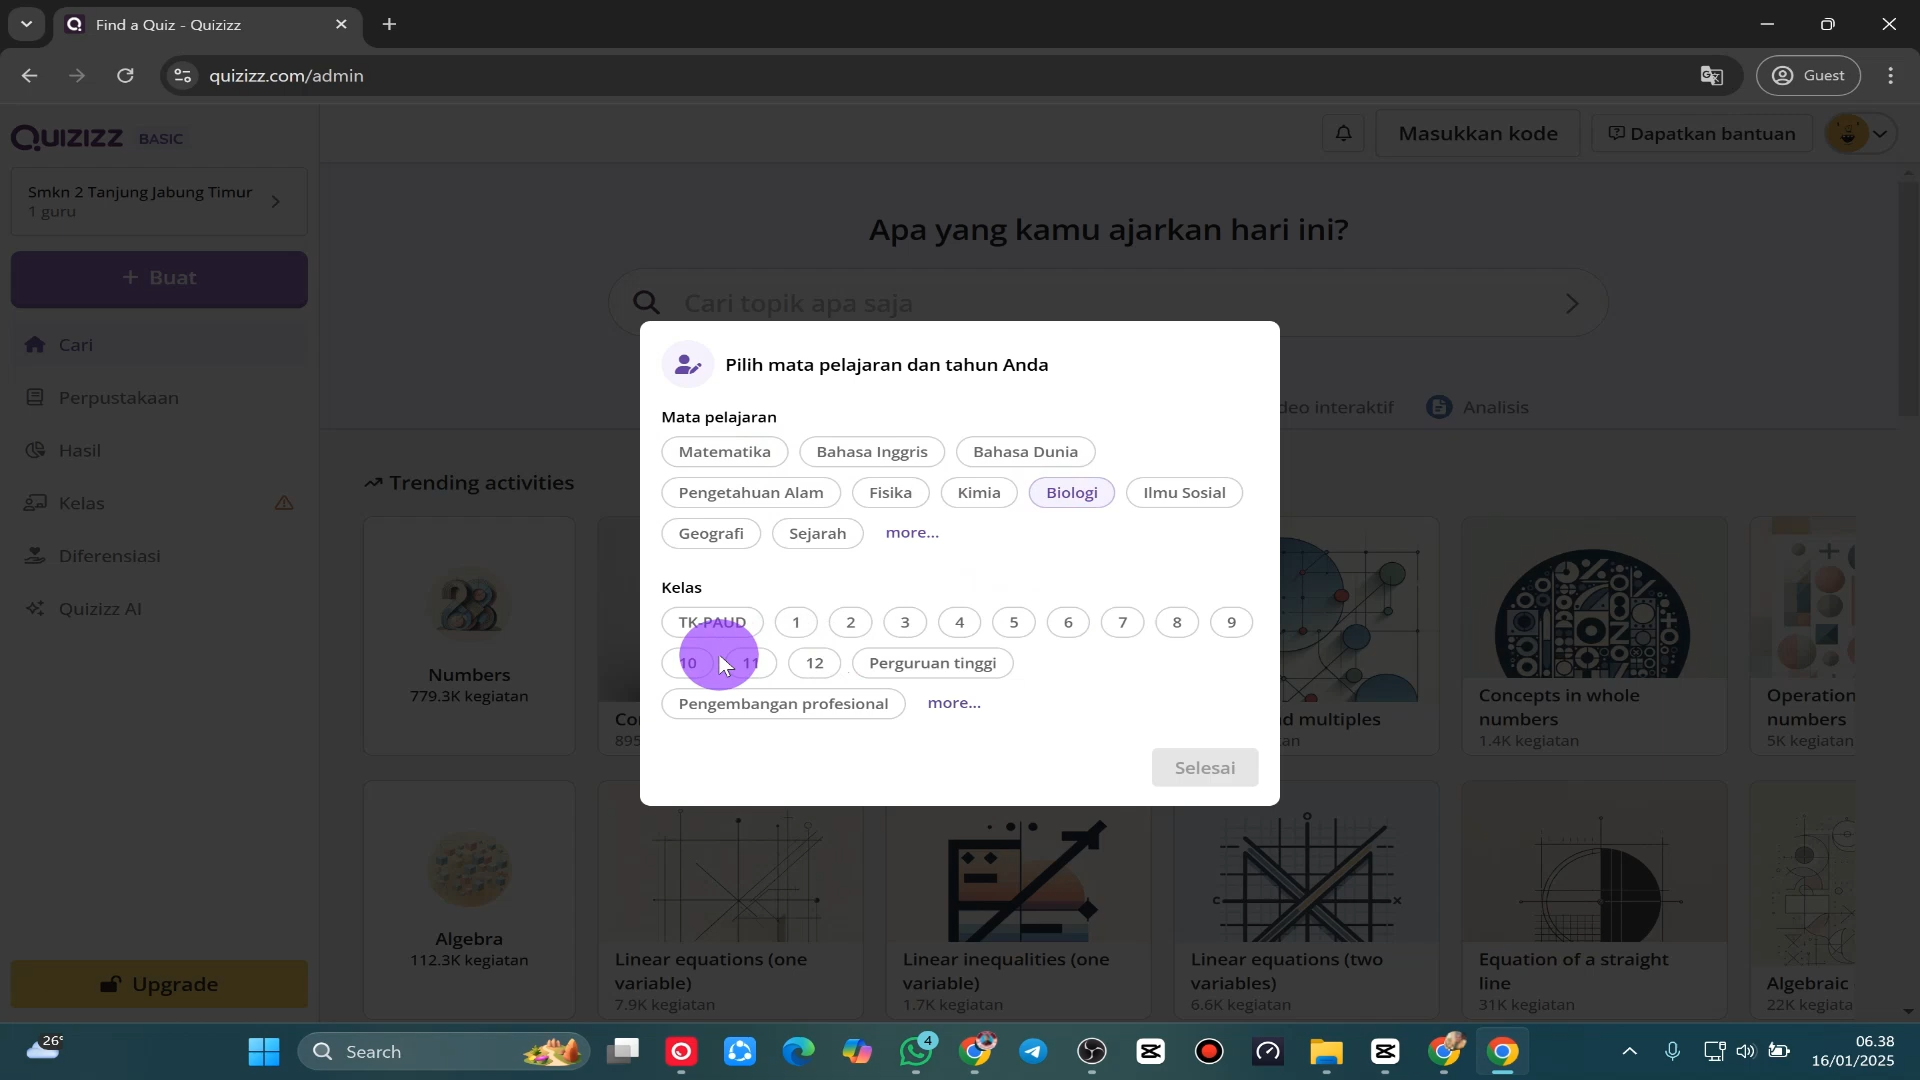 Find a Quiz - Quizizz
quizizz.com/admin
Guest
QUIZIZZ BASIC
Masukkan kode
Dapatkan bantuan
Smkn 2 Tanjung Jabung Timur
1 guru
+ Buat
Cari
Perpustakaan
Hasil
Kelas
Diferensiasi
Quizizz AI
Upgrade
Apa yang kamu ajarkan hari ini?
Cari topik apa saja
deo interaktif
Analisis
Trending activities
Pilih mata pelajaran dan tahun Anda
Mata pelajaran
Matematika Bahasa Inggris Bahasa Dunia
Pengetahuan Alam Fisika Kimia Biologi Ilmu Sosial
Geografi Sejarah more...
Kelas
TK-PAUD 1 2 3 4 5 6 7 8 9
10 11 12 Perguruan tinggi
Pengembangan profesional more...
Selesai
Numbers
779.3K kegiatan
Co
895
d multiples
an
Concepts in whole
numbers
1.4K kegiatan
Operation
numbers
5K kegiatan
Algebra
112.3K kegiatan
Linear equations (one
variable)
7.9K kegiatan
Linear inequalities (one
variable)
1.7K kegiatan
Linear equations (two
variables)
6.6K kegiatan
Equation of a straight
line
31K kegiatan
Algebraic
22K kegiata
26°
Search
4
06.38
16/01/2025